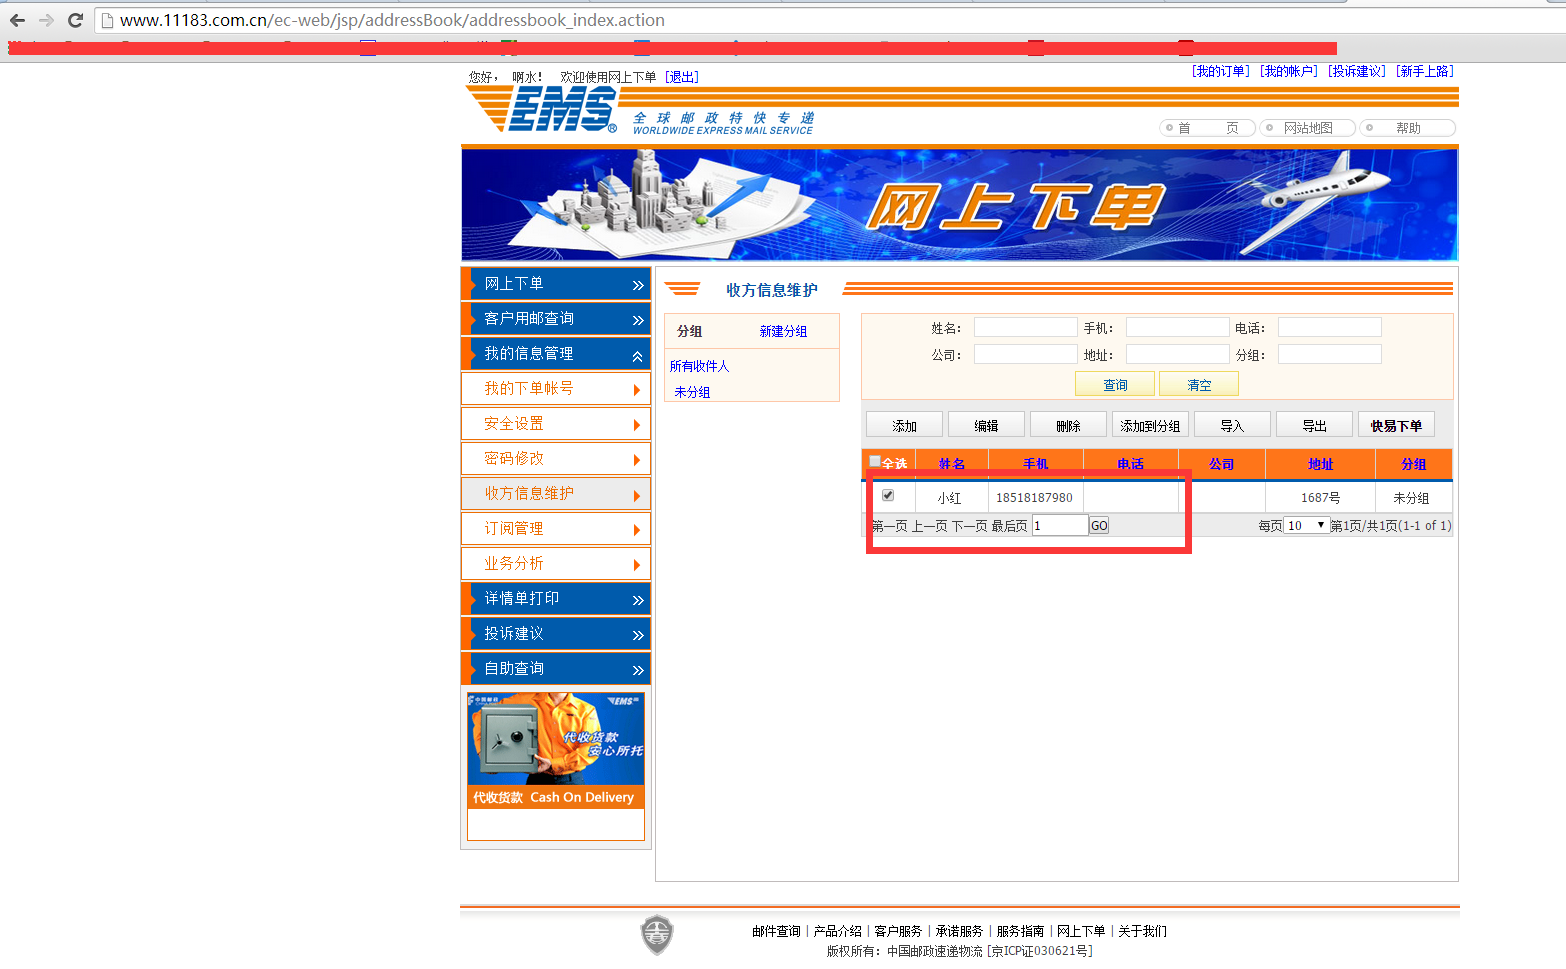 www.11183.com.cn/ec-web/jsp/addressBook/addressbook_index.action
您好， 啊水！ 欢迎使用网上下单 [退出]
[我的订单] [我的帐户] [投诉建议] [新手上路]
EMS®
全球邮政特快专递
WORLDWIDE EXPRESS MAIL SERVICE
首 页 网站地图 帮助
网上下单
网上下单
客户用邮查询
我的信息管理
我的下单帐号
安全设置
密码修改
收方信息维护
订阅管理
业务分析
详情单打印
投诉建议
自助查询
中国邮政 EMS
代收货款
安心所托
代收货款 Cash On Delivery
收方信息维护
分组 新建分组
所有收件人
未分组
姓名： 手机： 电话：
公司： 地址： 分组：
查询 清空
添加 编辑 删除 添加到分组 导入 导出 快易下单
全选 姓名 手机 电话 公司 地址 分组
小红 18518187980 1687号 未分组
第一页 上一页 下一页 最后页 1 GO 每页 10 第1页/共1页(1-1 of 1)
邮件查询 | 产品介绍 | 客户服务 | 承诺服务 | 服务指南 | 网上下单 | 关于我们
版权所有：中国邮政速递物流 [京ICP证030621号]